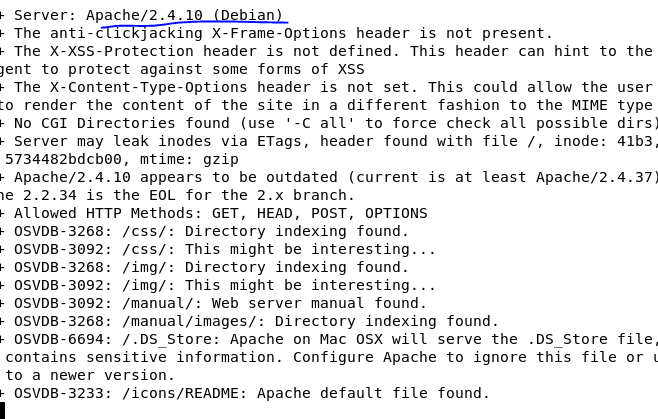 + Server: Apache/2.4.10 (Debian)
+ The anti-clickjacking X-Frame-Options header is not present.
+ The X-XSS-Protection header is not defined. This header can hint to the
gent to protect against some forms of XSS
+ The X-Content-Type-Options header is not set. This could allow the user
to render the content of the site in a different fashion to the MIME type
+ No CGI Directories found (use '-C all' to force check all possible dirs)
+ Server may leak inodes via ETags, header found with file /, inode: 41b3,
5734482bdcb00, mtime: gzip
+ Apache/2.4.10 appears to be outdated (current is at least Apache/2.4.37)
he 2.2.34 is the EOL for the 2.x branch.
+ Allowed HTTP Methods: GET, HEAD, POST, OPTIONS
+ OSVDB-3268: /css/: Directory indexing found.
+ OSVDB-3092: /css/: This might be interesting...
+ OSVDB-3268: /img/: Directory indexing found.
+ OSVDB-3092: /img/: This might be interesting...
+ OSVDB-3092: /manual/: Web server manual found.
+ OSVDB-3268: /manual/images/: Directory indexing found.
+ OSVDB-6694: /.DS_Store: Apache on Mac OSX will serve the .DS_Store file,
contains sensitive information. Configure Apache to ignore this file or u
to a newer version.
+ OSVDB-3233: /icons/README: Apache default file found.